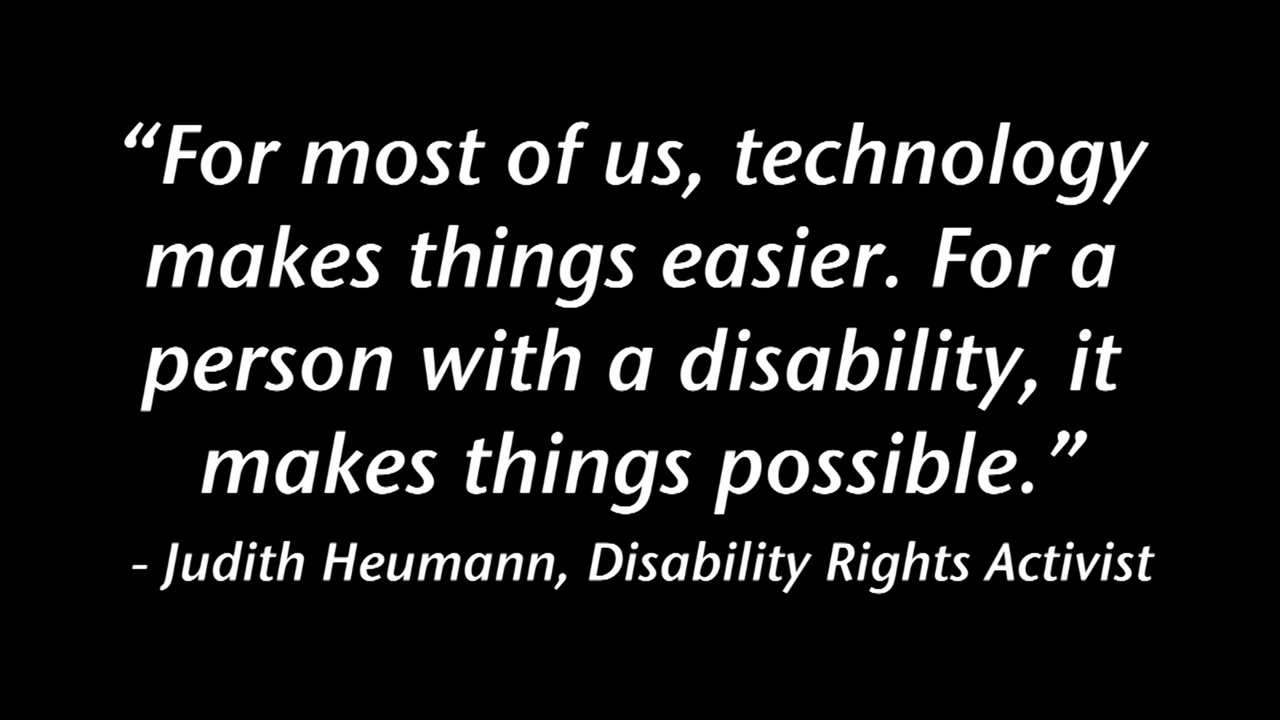 “For most of us, technology
makes things easier. For a
person with a disability, it
makes things possible.”
- Judith Heumann, Disability Rights Activist